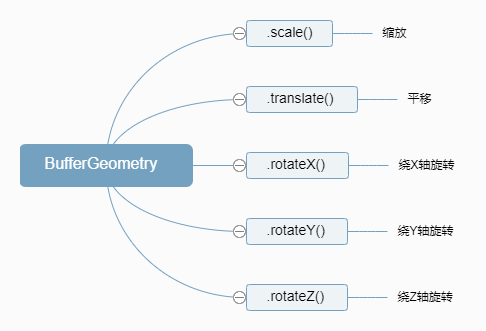 .scale() 缩放
.translate() 平移
BufferGeometry .rotateX() 绕X轴旋转
.rotateY() 绕Y轴旋转
.rotateZ() 绕Z轴旋转